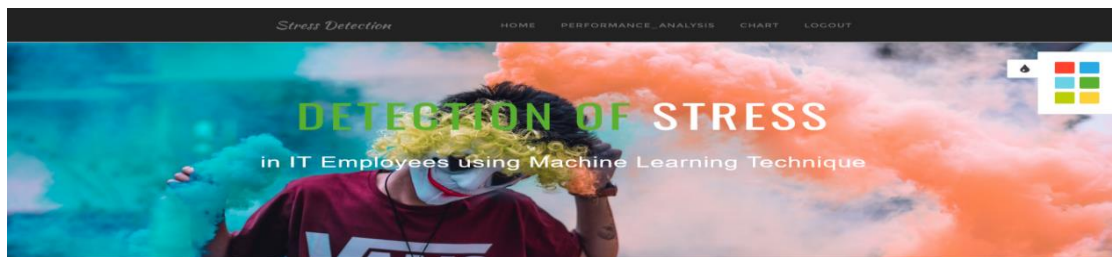 Stress Detection HOME PERFORMANCE_ANALYSIS CHART LOGOUT
DETECTION OF STRESS
in IT Employees using Machine Learning Technique